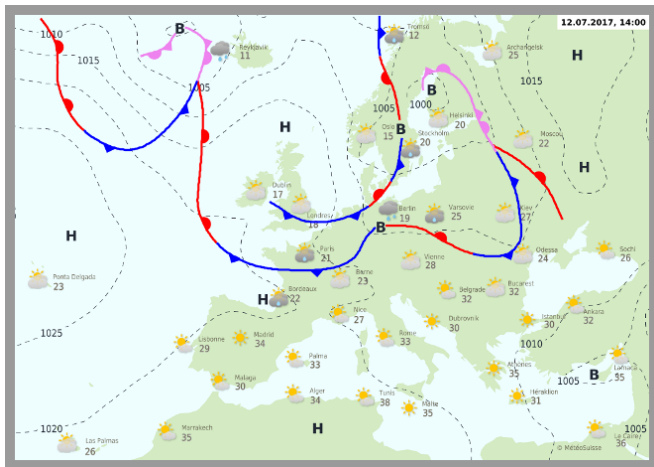 12.07.2017, 14:00
1010
B
Tromsö
12
Reykjavik
11
Archangelsk
25
H
1015
1015
1005
B
1000
1005
Helsinki
20
H
Oslo
15
B
Stockholm
20
Moscou
22
H
Dublin
17
Londres
18
Berlin
19
Varsovie
25
Kiev
27
B
H
Paris
21
Vienne
28
Odessa
24
Sochi
26
Ponta Delgada
23
Berne
23
Bordeaux
22
H
Belgrade
32
Bucarest
32
Nice
27
Ankara
32
Dubrovnik
30
Istanbul
30
1025
Lisbonne
29
Madrid
34
Rome
33
1010
Palma
33
Athènes
35
Larnaca
35
B
1005
Malaga
30
Alger
34
Tunis
38
Malte
35
Héraklion
31
1020
Marrakech
35
H
1005
Las Palmas
26
Le Caire
36
© MétéoSuisse